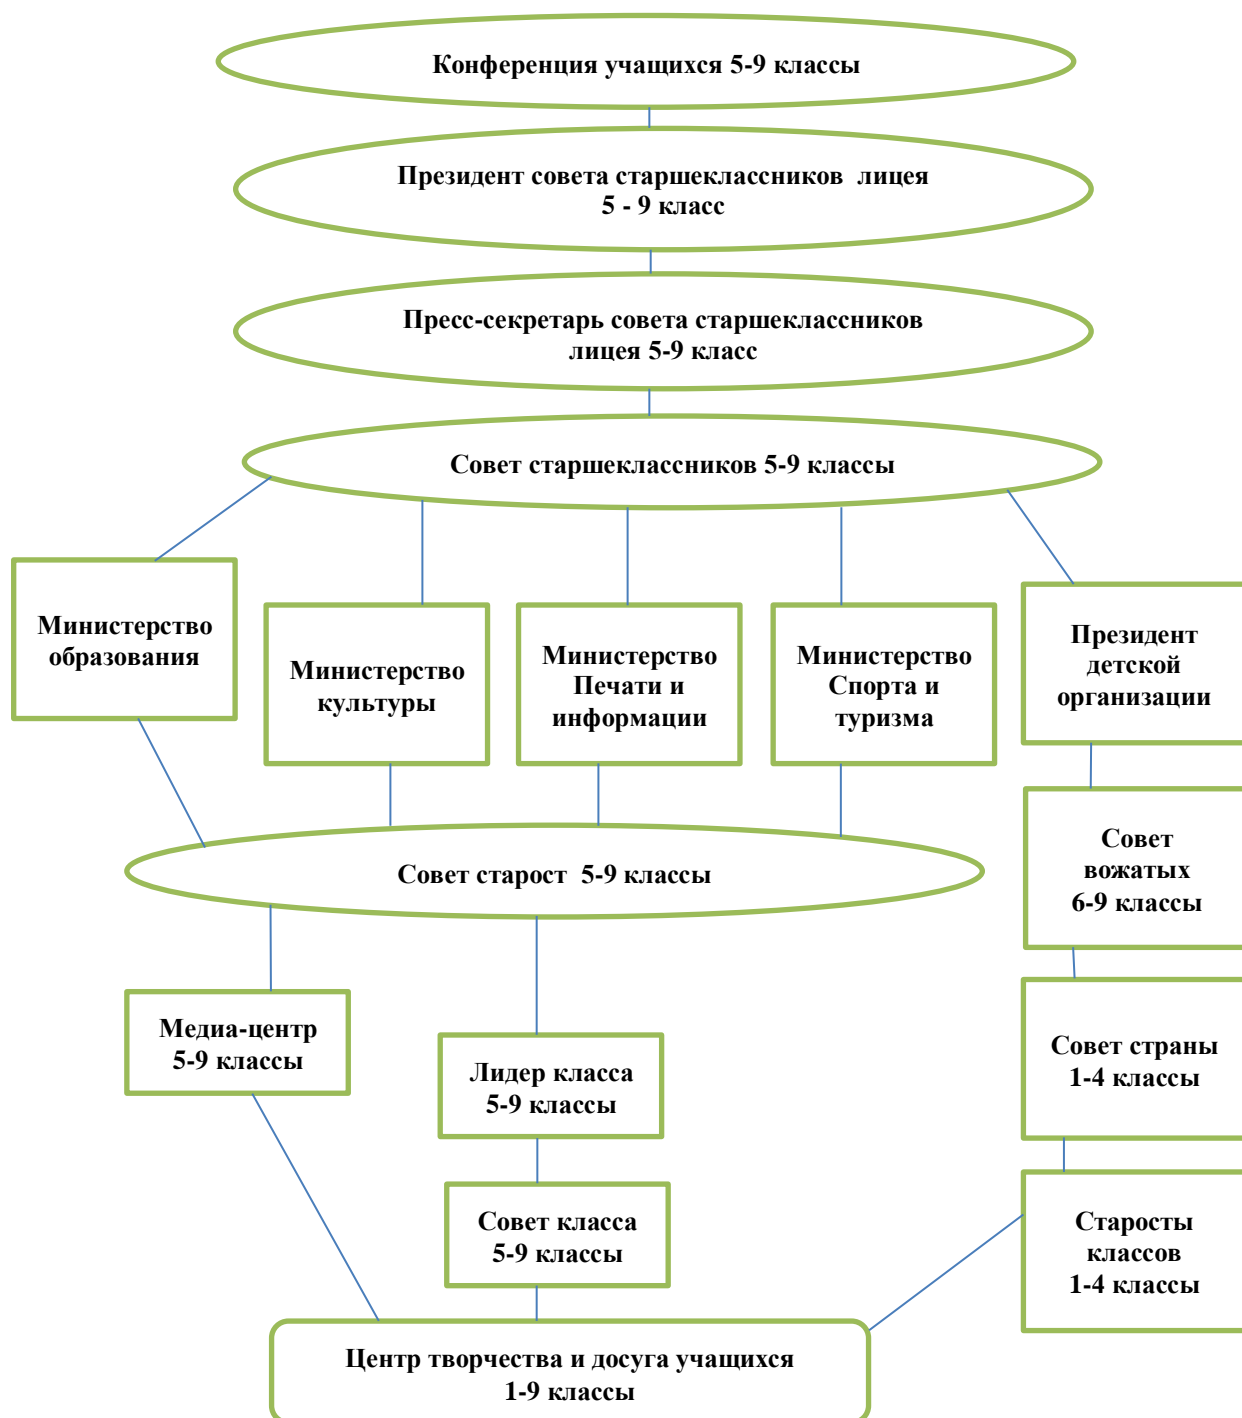 Конференция учащихся 5-9 классы
Президент совета старшеклассников лицея
5 - 9 класс
Пресс-секретарь совета старшеклассников
лицея 5-9 класс
Совет старшеклассников 5-9 классы
Министерство
образования
Министерство
культуры
Министерство
Печати и
информации
Министерство
Спорта и
туризма
Президент
детской
организации
Совет
вожатых
6-9 классы
Совет старост 5-9 классы
Медиа-центр
5-9 классы
Лидер класса
5-9 классы
Совет страны
1-4 классы
Совет класса
5-9 классы
Старосты
классов
1-4 классы
Центр творчества и досуга учащихся
1-9 классы